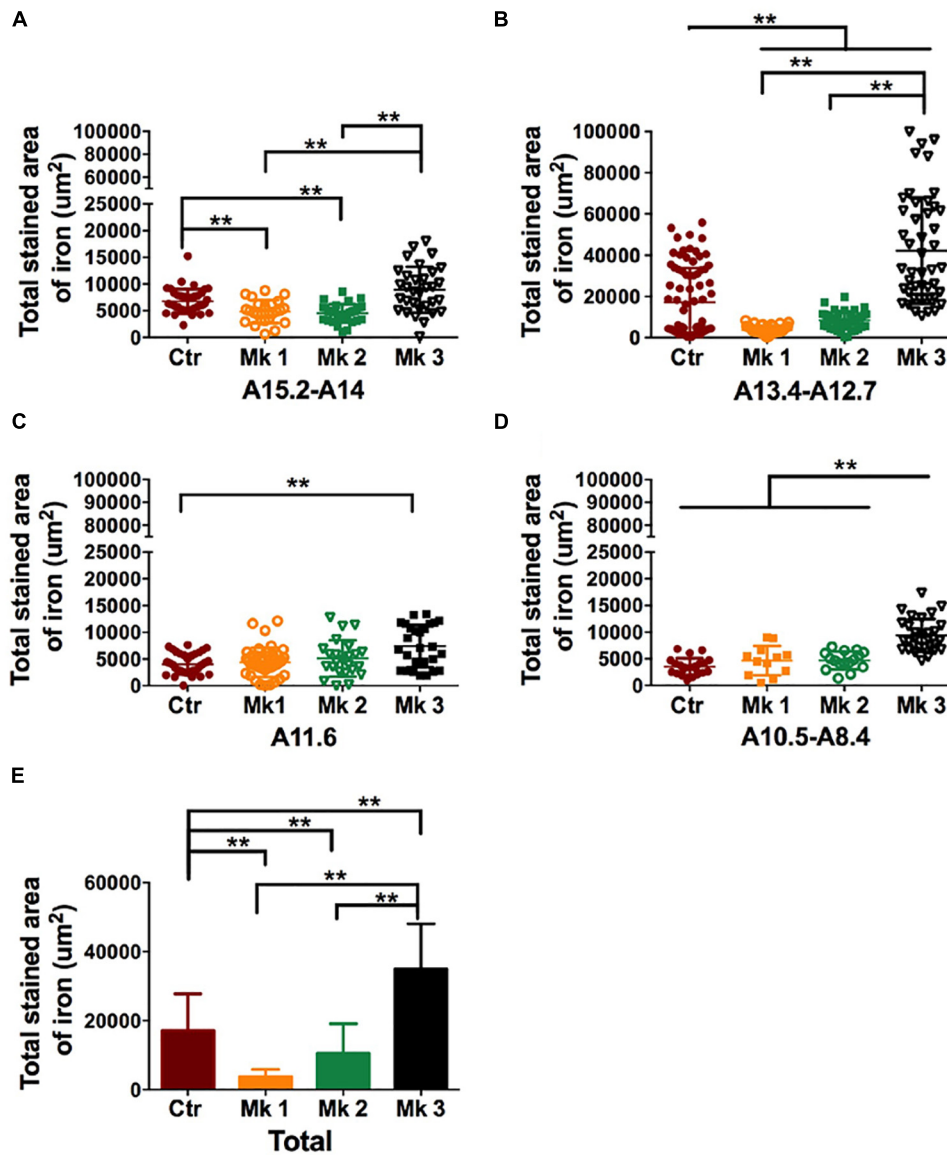 A
**
**
**
**
Total stained area
of iron (um²)
100000
80000
60000
25000
20000
15000
10000
5000
0
Ctr Mk 1 Mk 2 Mk 3
A15.2-A14
B
**
**
**
Total stained area
of iron (um²)
100000
80000
60000
40000
20000
0
Ctr Mk 1 Mk 2 Mk 3
A13.4-A12.7
C
**
Total stained area
of iron (um²)
100000
90000
80000
25000
20000
15000
10000
5000
0
Ctr Mk1 Mk 2 Mk 3
A11.6
D
**
Total stained area
of iron (um²)
100000
90000
80000
25000
20000
15000
10000
5000
0
Ctr Mk 1 Mk 2 Mk 3
A10.5-A8.4
E
**
**
**
**
**
Total stained area
of iron (um²)
60000
40000
20000
0
Ctr Mk 1 Mk 2 Mk 3
Total